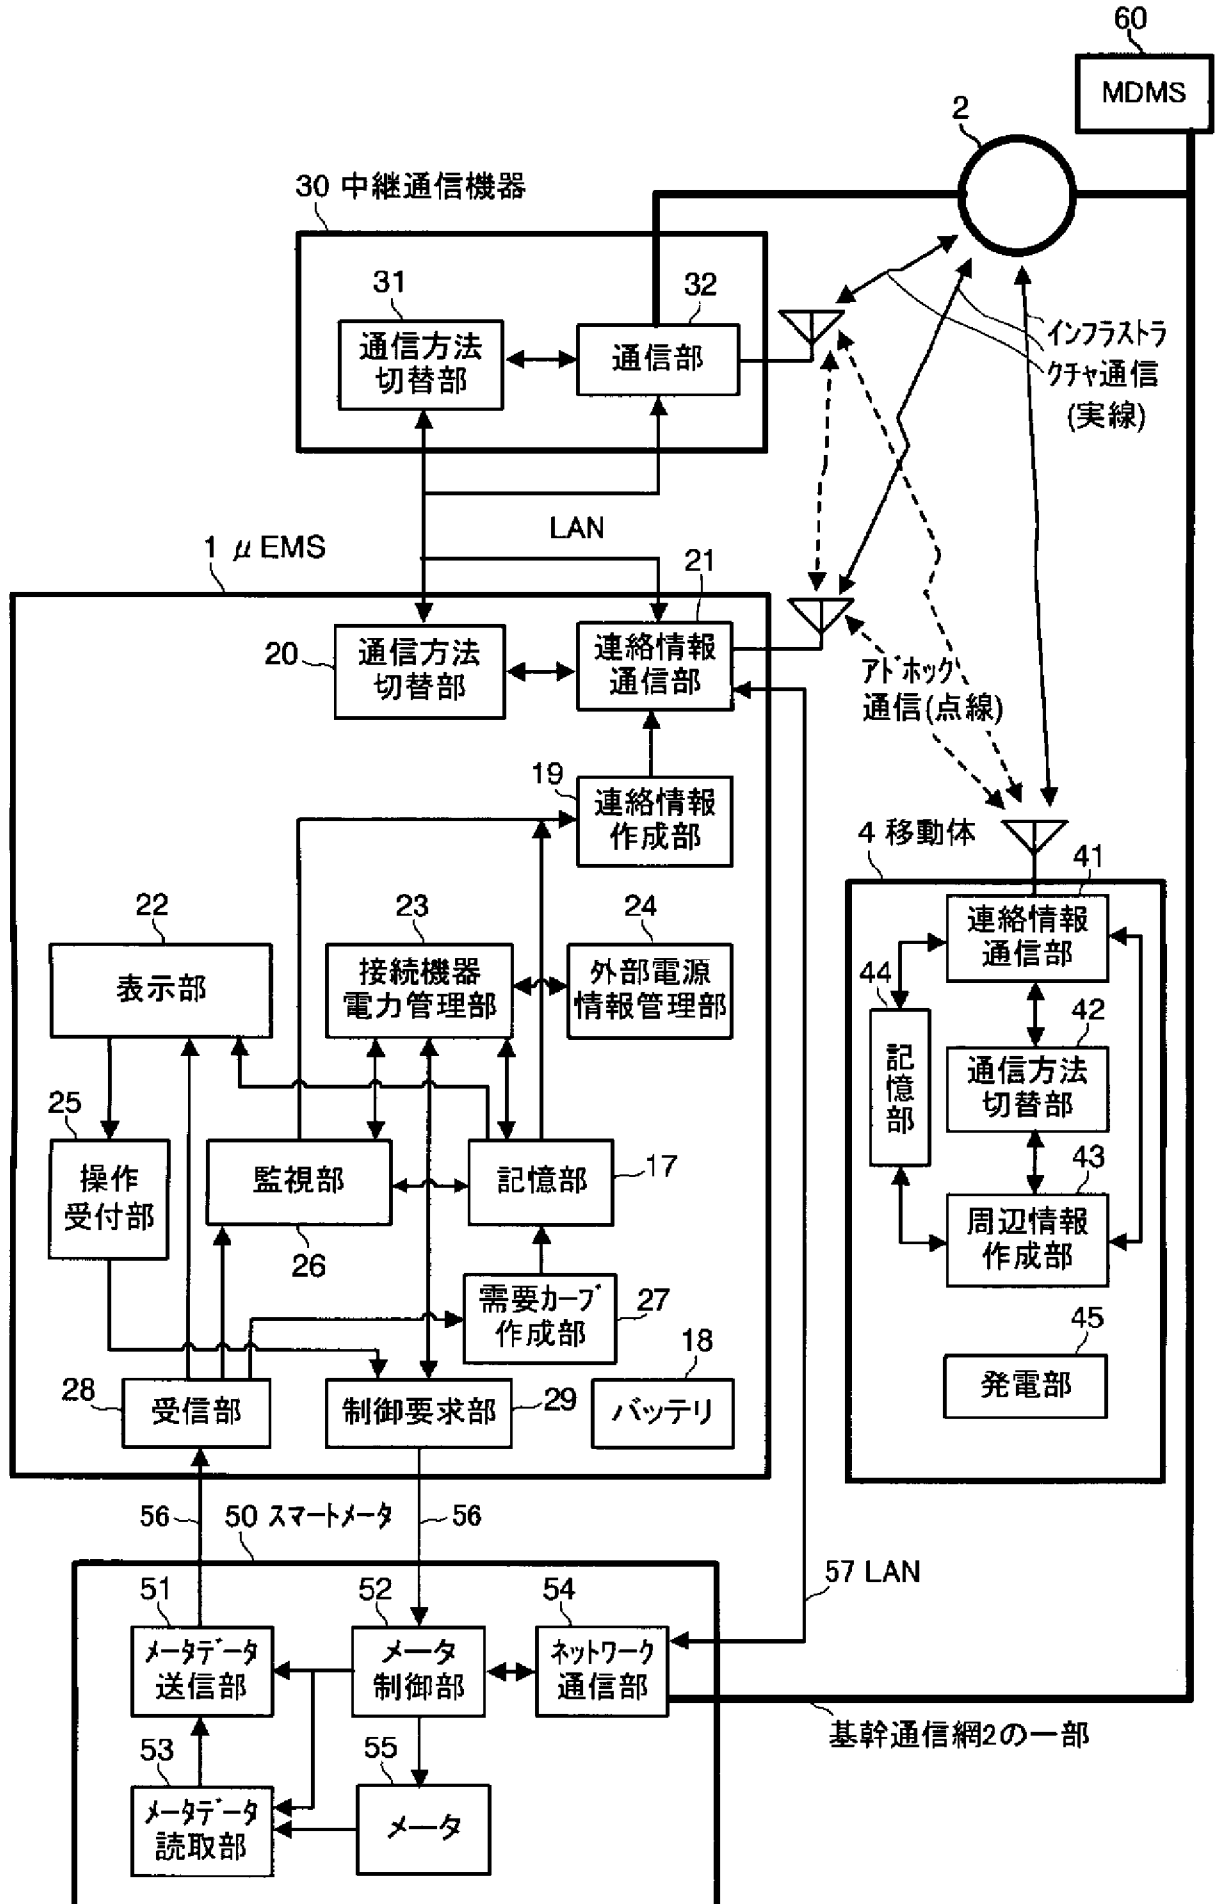 60
MDMS
2
30 中継通信機器
31
通信方法
切替部
32
通信部
インフラストラ
クチャ通信
(実線)
LAN
1 μEMS
20
通信方法
切替部
21
連絡情報
通信部
アドホック
通信(点線)
19
連絡情報
作成部
22
表示部
23
接続機器
電力管理部
24
外部電源
情報管理部
25
操作
受付部
監視部
26
記憶部
17
需要カーブ
作成部
27
28
受信部
制御要求部
29
18
バッテリ
4 移動体
41
連絡情報
通信部
44
記憶部
42
通信方法
切替部
43
周辺情報
作成部
45
発電部
56
50 スマートメータ
56
57 LAN
51
メータデータ
送信部
52
メータ
制御部
54
ネットワーク
通信部
基幹通信網2の一部
53
メータデータ
読取部
55
メータ